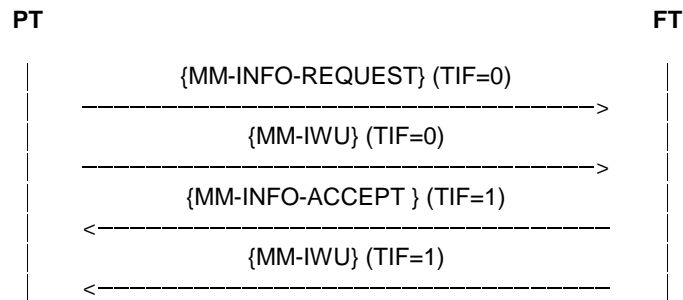 PT FT
{MM-INFO-REQUEST} (TIF=0)
{MM-IWU} (TIF=0)
{MM-INFO-ACCEPT } (TIF=1)
{MM-IWU} (TIF=1)